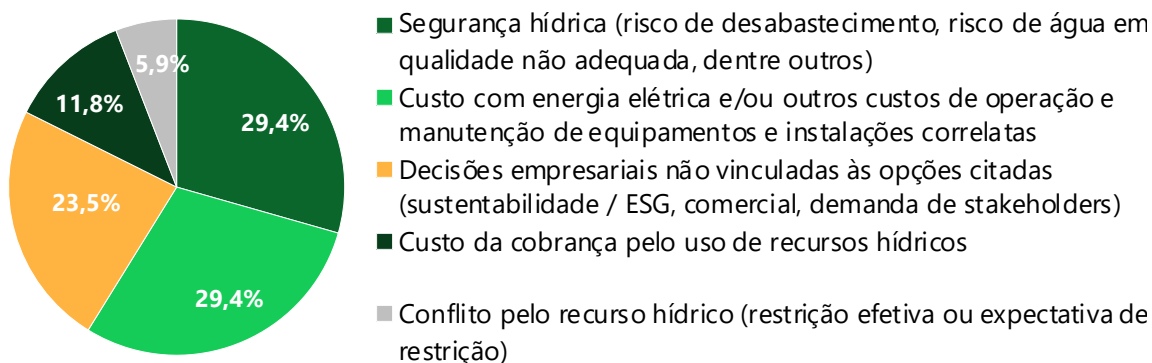 5,9%
11,8%
29,4%
23,5%
29,4%
Segurança hídrica (risco de desabastecimento, risco de água em
qualidade não adequada, dentre outros)
Custo com energia elétrica e/ou outros custos de operação e
manutenção de equipamentos e instalações correlatas
Decisões empresariais não vinculadas às opções citadas
(sustentabilidade / ESG, comercial, demanda de stakeholders)
Custo da cobrança pelo uso de recursos hídricos
Conflito pelo recurso hídrico (restrição efetiva ou expectativa de
restrição)